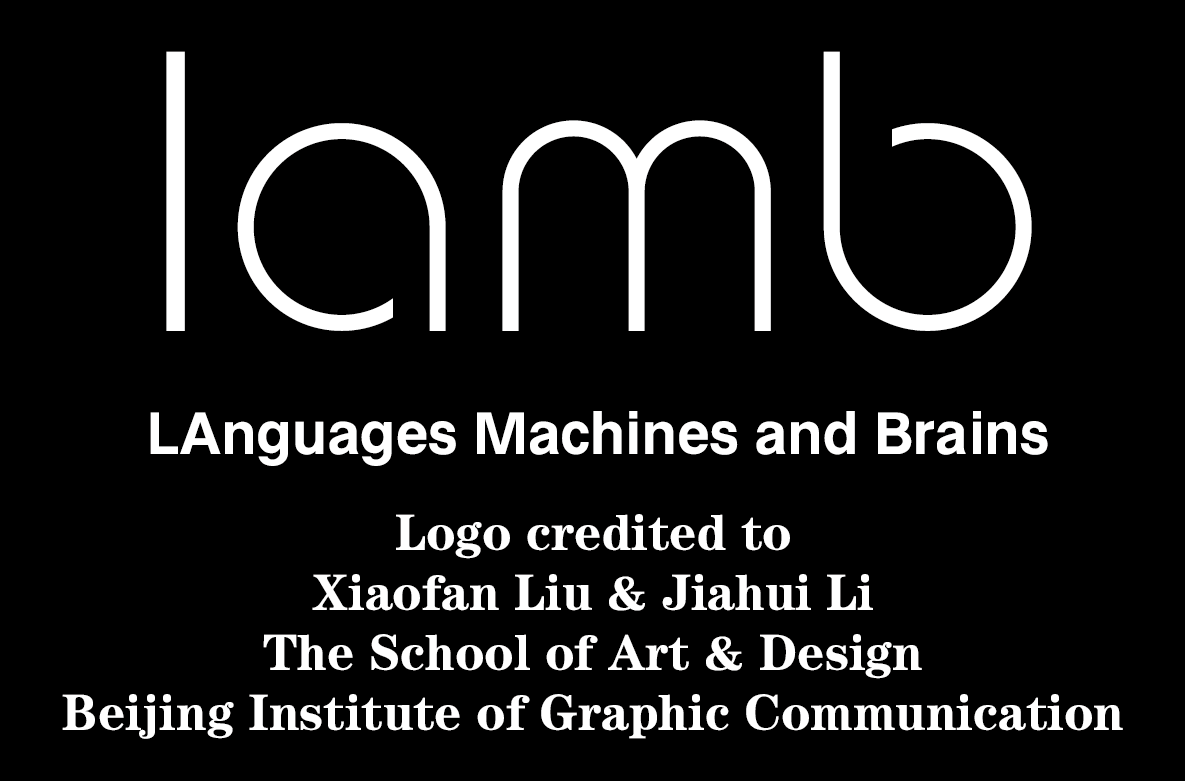 lamb
LAnguages Machines and Brains
Logo credited to
Xiaofan Liu & Jiahui Li
The School of Art & Design
Beijing Institute of Graphic Communication